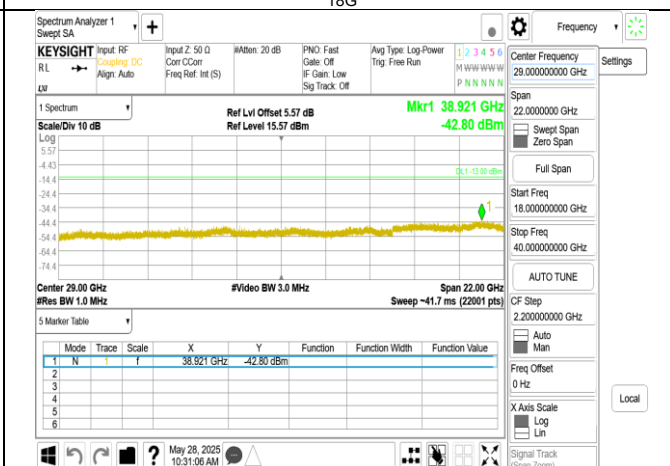 18G
Spectrum Analyzer 1
Swept SA
Frequency
KEYSIGHT
RL
Input: RF
Coupling: DC
Align: Auto
Input Z: 50 Ω
Corr CCorr
Freq Ref: Int (S)
#Atten: 20 dB
PNO: Fast
Gate: Off
IF Gain: Low
Sig Track: Off
Avg Type: Log-Power
Trig: Free Run
1 2 3 4 5 6
M W W W W W
P N N N N N
Center Frequency
29.000000000 GHz
Settings
Span
22.0000000 GHz
Swept Span
Zero Span
Full Span
Start Freq
18.000000000 GHz
Stop Freq
40.000000000 GHz
AUTO TUNE
CF Step
2.200000000 GHz
Auto
Man
Freq Offset
0 Hz
X Axis Scale
Log
Lin
Signal Track
(Span Zoom)
Local
1 Spectrum
Scale/Div 10 dB
Ref Lvl Offset 5.57 dB
Ref Level 15.57 dBm
Mkr1 38.921 GHz
-42.80 dBm
Log
5.57
-4.43
-14.4
-24.4
-34.4
-44.4
-54.4
-64.4
-74.4
DL1 -13.00 dBm
1
Center 29.00 GHz
#Video BW 3.0 MHz
Span 22.00 GHz
#Res BW 1.0 MHz
Sweep ~41.7 ms (22001 pts)
5 Marker Table
Mode Trace Scale X Y Function Function Width Function Value
1 N 1 f 38.921 GHz -42.80 dBm
2
3
4
5
6
May 28, 2025
10:31:06 AM